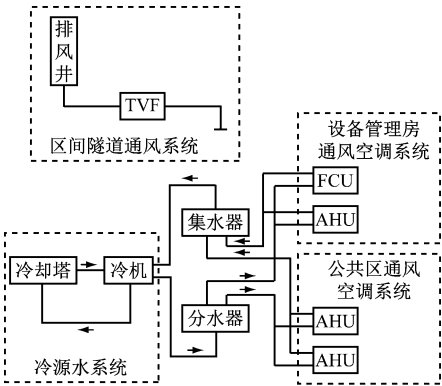 排风井
TVF
区间隧道通风系统
设备管理房
通风空调系统
FCU
AHU
集水器
冷却塔
冷机
分水器
冷源水系统
公共区通风
空调系统
AHU
AHU